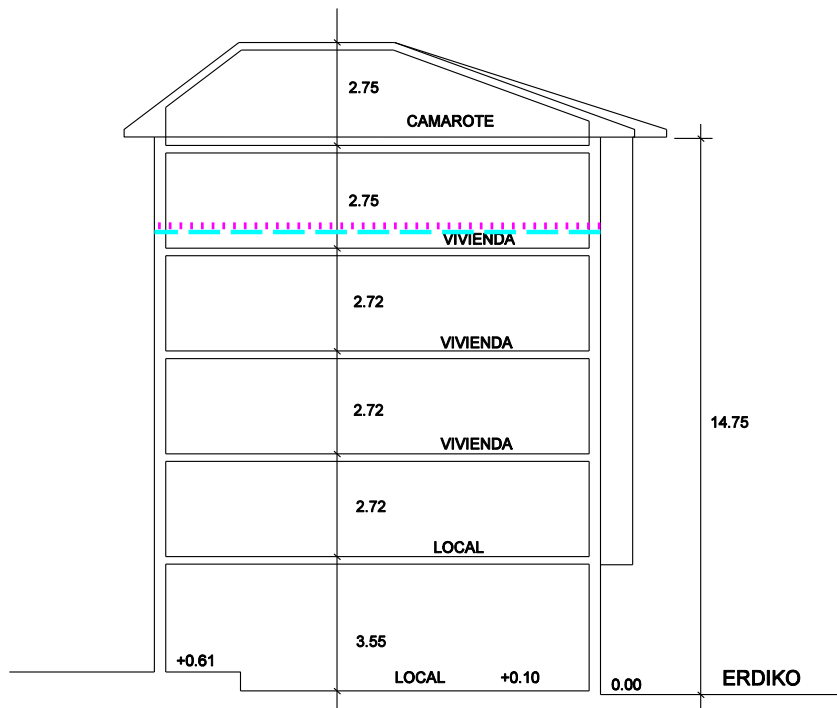 2.75
CAMAROTE
2.75
VIVIENDA
2.72
VIVIENDA
2.72
14.75
VIVIENDA
2.72
LOCAL
3.55
+0.61
LOCAL +0.10 0.00 ERDIKO